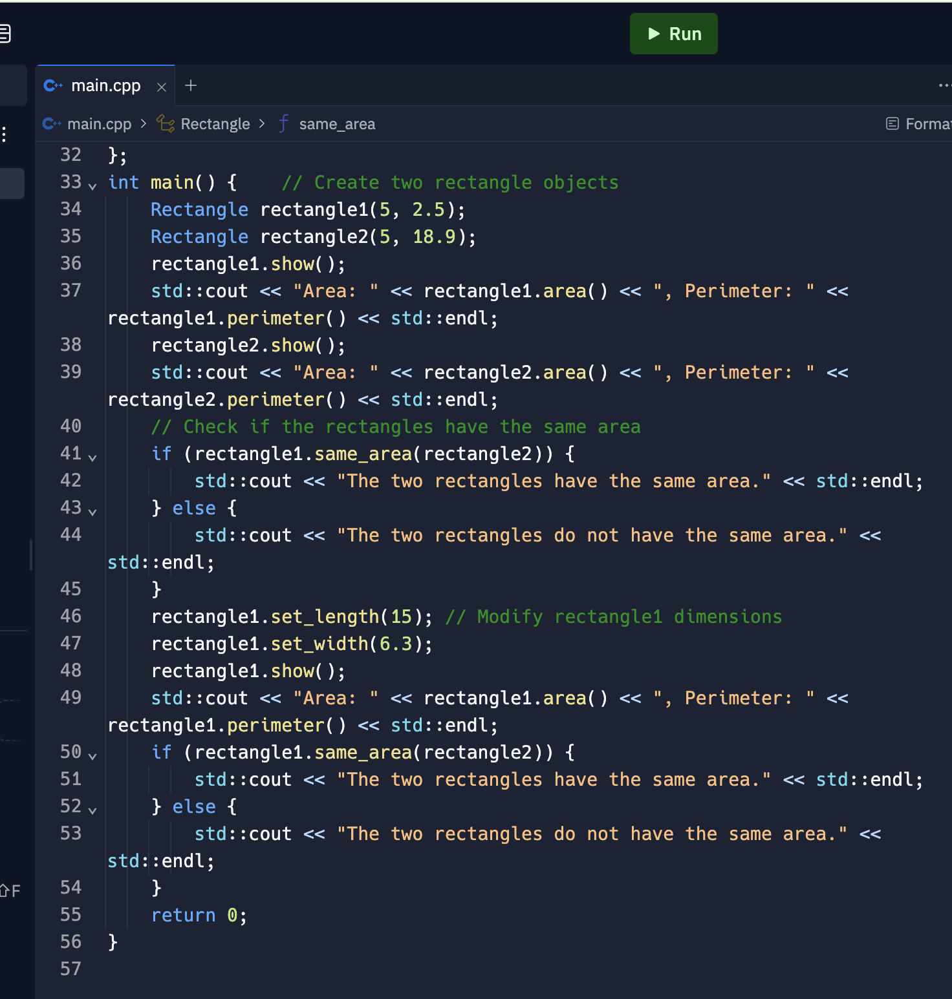 Run
main.cpp
main.cpp > Rectangle > same_area
32 };
33 int main() {    // Create two rectangle objects
34     Rectangle rectangle1(5, 2.5);
35     Rectangle rectangle2(5, 18.9);
36     rectangle1.show();
37     std::cout << "Area: " << rectangle1.area() << ", Perimeter: " <<
rectangle1.perimeter() << std::endl;
38     rectangle2.show();
39     std::cout << "Area: " << rectangle2.area() << ", Perimeter: " <<
rectangle2.perimeter() << std::endl;
40     // Check if the rectangles have the same area
41     if (rectangle1.same_area(rectangle2)) {
42         std::cout << "The two rectangles have the same area." << std::endl;
43     } else {
44         std::cout << "The two rectangles do not have the same area." <<
std::endl;
45     }
46     rectangle1.set_length(15); // Modify rectangle1 dimensions
47     rectangle1.set_width(6.3);
48     rectangle1.show();
49     std::cout << "Area: " << rectangle1.area() << ", Perimeter: " <<
rectangle1.perimeter() << std::endl;
50     if (rectangle1.same_area(rectangle2)) {
51         std::cout << "The two rectangles have the same area." << std::endl;
52     } else {
53         std::cout << "The two rectangles do not have the same area." <<
std::endl;
54     }
⇧F
55     return 0;
56 }
57